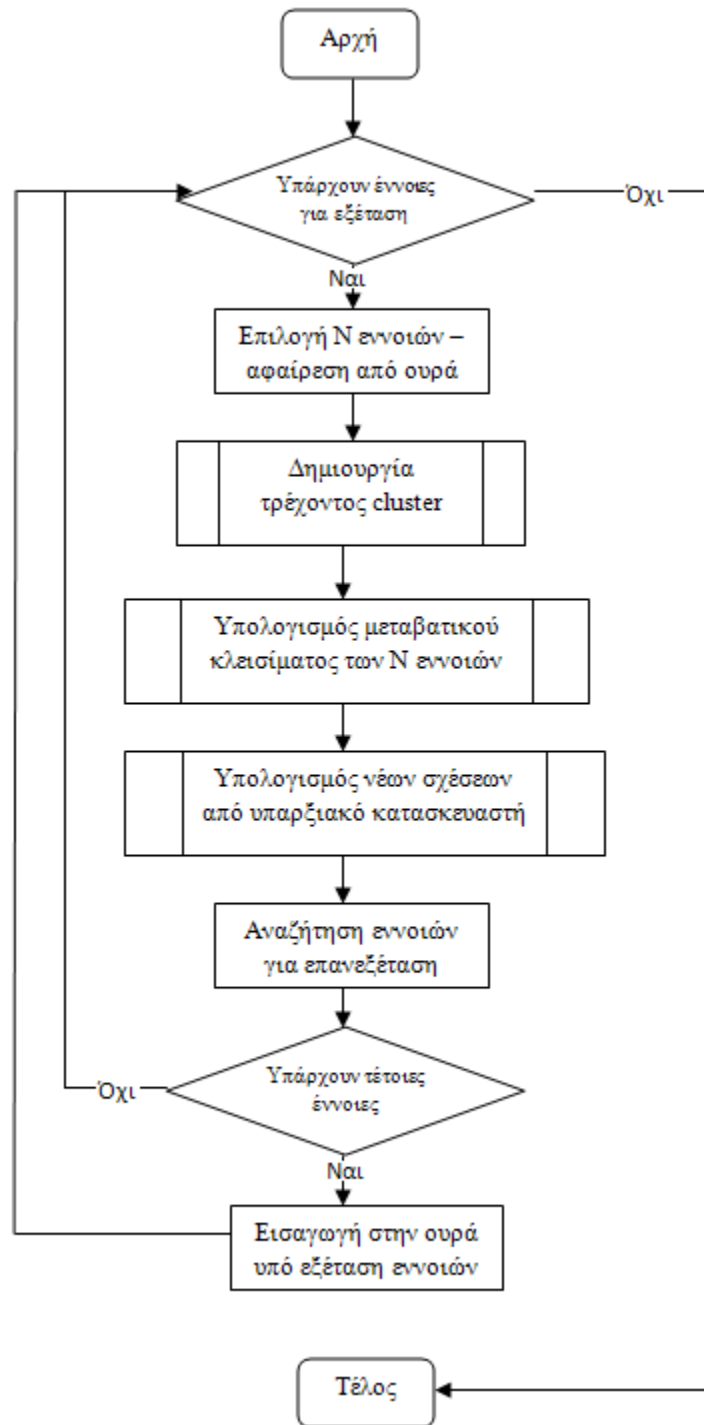 Αρχή
Υπάρχουν έννοιες
για εξέταση
Όχι
Ναι
Επιλογή Ν εννοιών –
αφαίρεση από ουρά
Δημιουργία
τρέχοντος cluster
Υπολογισμός μεταβατικού
κλεισίματος των Ν εννοιών
Υπολογισμός νέων σχέσεων
από υπαρξιακό κατασκευαστή
Αναζήτηση εννοιών
για επανεξέταση
Υπάρχουν τέτοιες
έννοιες
Όχι
Ναι
Εισαγωγή στην ουρά
υπό εξέταση εννοιών
Τέλος